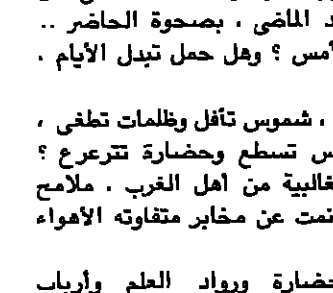 د الماضى ، بصحوة الحاضر ..
أمس ؟ وهل حمل تبدل الأيام .
، شموس تأفل وظلمات تطغى ،
س تسطع وحضارة تترعرع ؟
غالبية من أهل الغرب . ملامح
نمت عن مخابر متفاوته الأهواء
حضارة ورواد العلم وأرباب